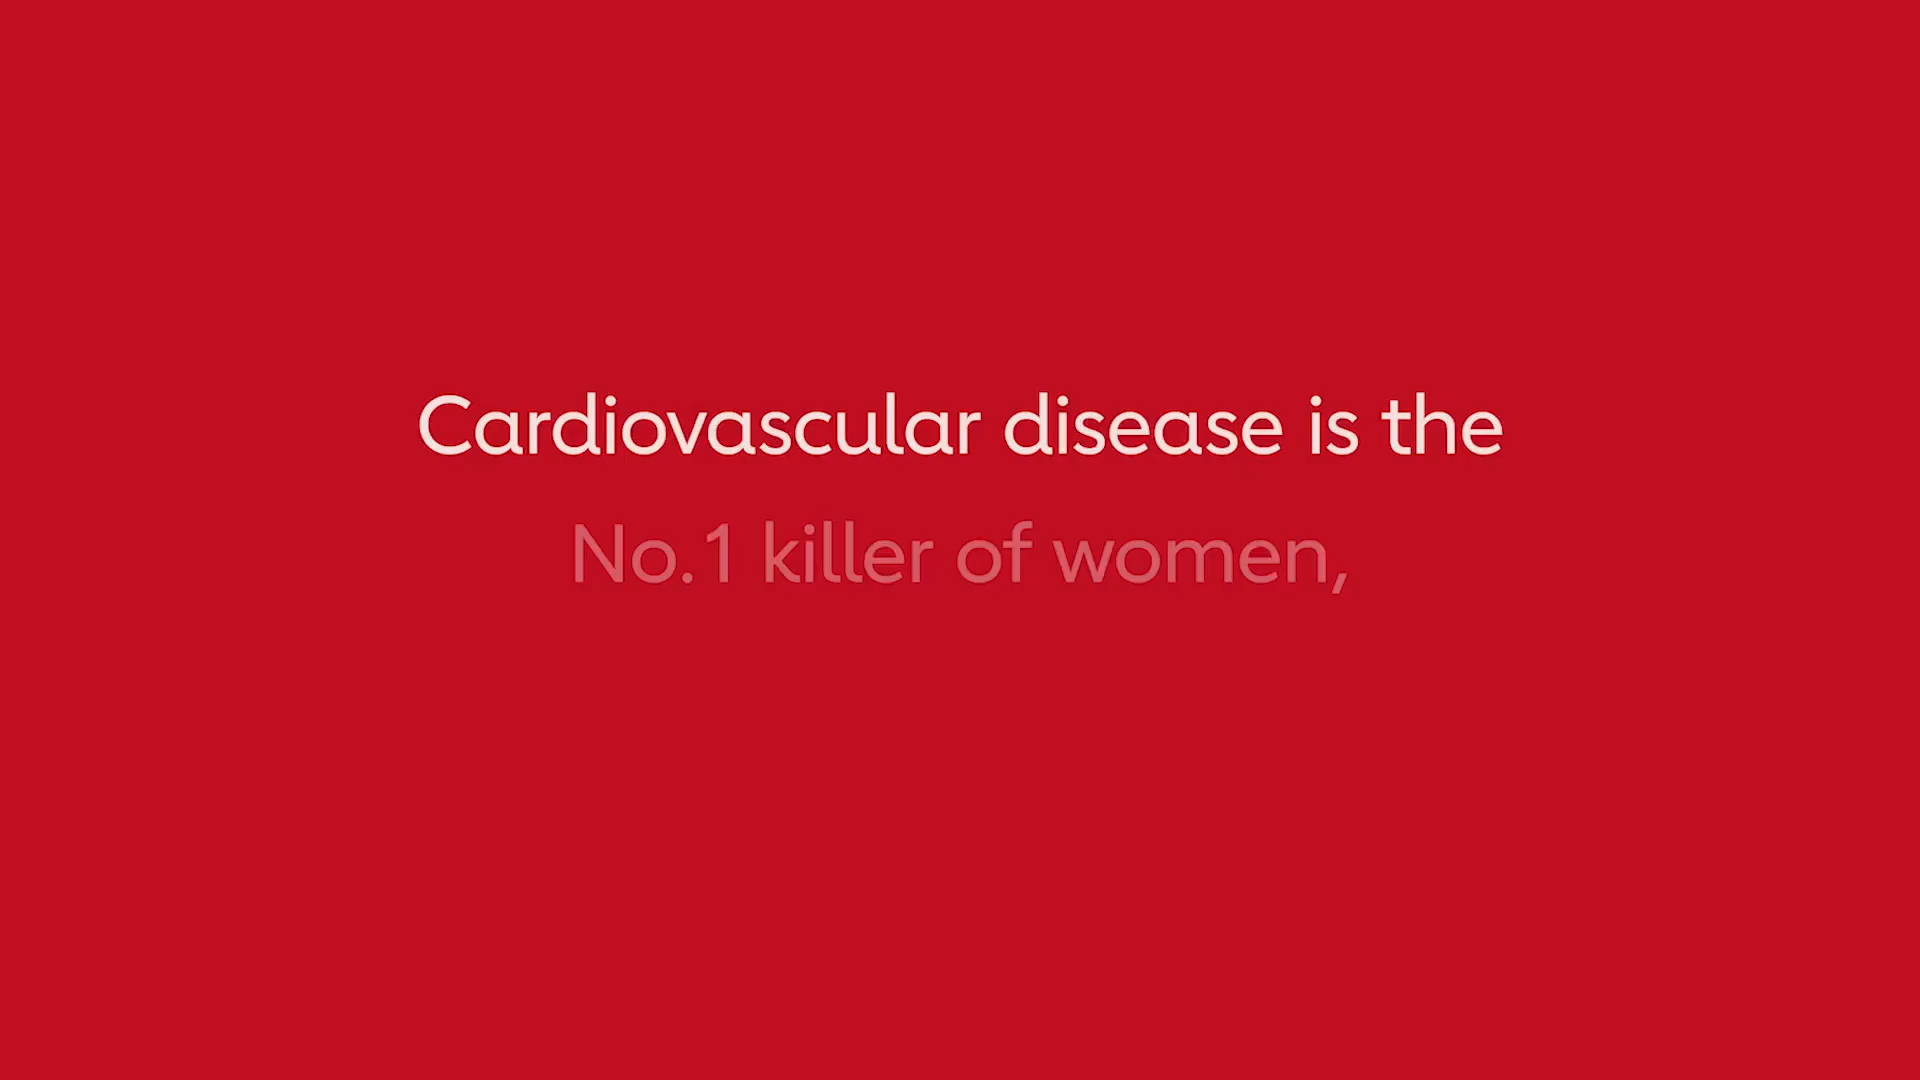 Cardiovascular disease is the
No.1 killer of women,